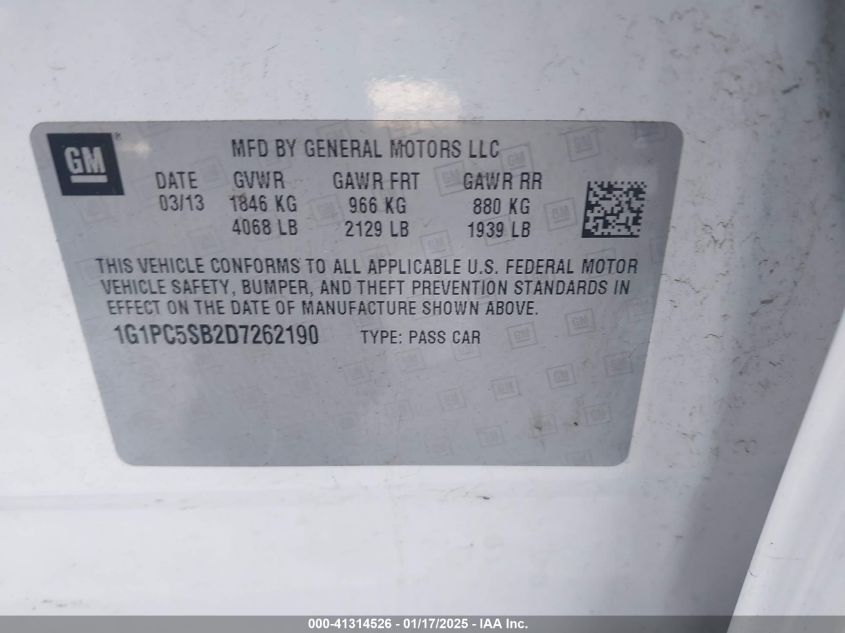 GM
MFD BY GENERAL MOTORS LLC
DATE GVWR GAWR FRT GAWR RR
03/13 1846 KG 966 KG 880 KG
4068 LB 2129 LB 1939 LB
THIS VEHICLE CONFORMS TO ALL APPLICABLE U.S. FEDERAL MOTOR
VEHICLE SAFETY, BUMPER, AND THEFT PREVENTION STANDARDS IN
EFFECT ON THE DATE OF MANUFACTURE SHOWN ABOVE.
1G1PC5SB2D7262190 TYPE: PASS CAR
000-41314526 - 01/17/2025 - IAA Inc.